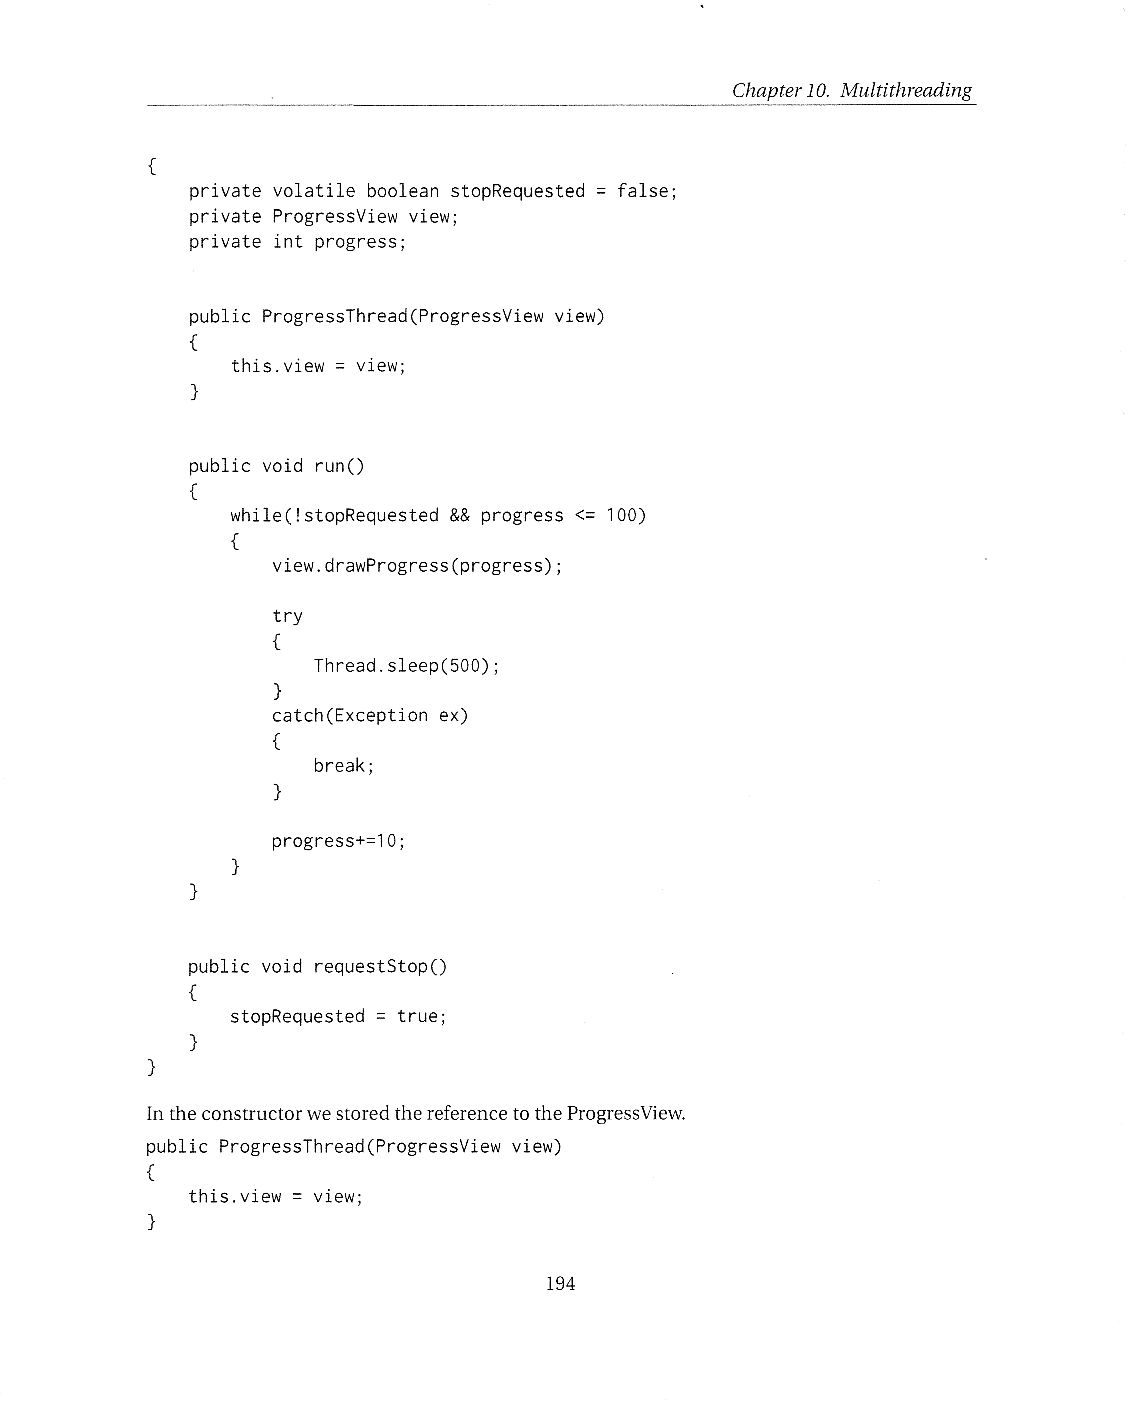 Chapter 10. Multithreading
{
    private volatile boolean stopRequested = false;
    private ProgressView view;
    private int progress;
    public ProgressThread(ProgressView view)
    {
        this.view = view;
    }
    public void run()
    {
        while(!stopRequested && progress <= 100)
        {
            view.drawProgress(progress);
            try
            {
                Thread.sleep(500);
            }
            catch(Exception ex)
            {
                break;
            }
            progress+=10;
        }
    }
    public void requestStop()
    {
        stopRequested = true;
    }
}
In the constructor we stored the reference to the ProgressView.
public ProgressThread(ProgressView view)
{
    this.view = view;
}
194